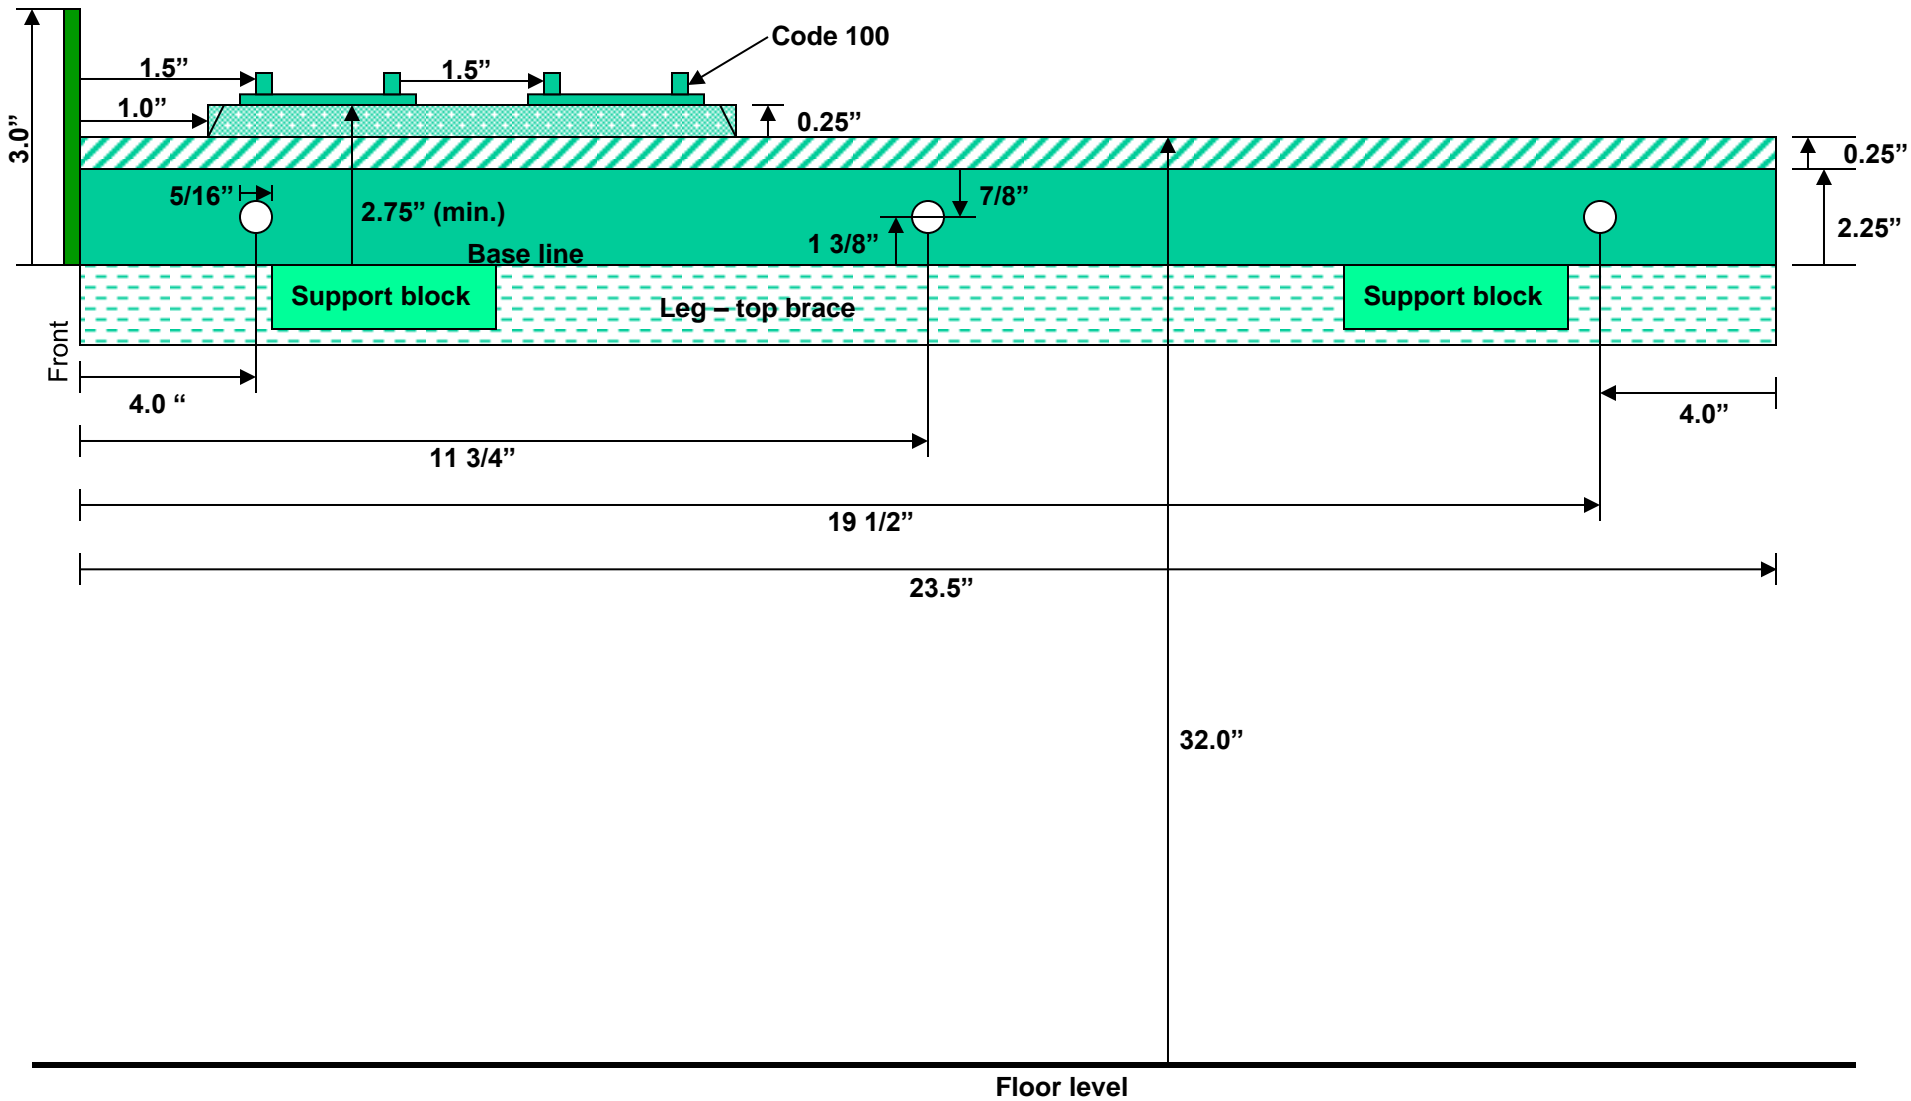 Code 100
1.5”
1.5”
1.0”
0.25”
3.0”
0.25”
5/16”
2.75” (min.)
7/8”
2.25”
1 3/8”
Base line
Support block
Leg – top brace
Support block
Front
4.0 “
4.0”
11 3/4”
19 1/2”
23.5”
32.0”
Floor level